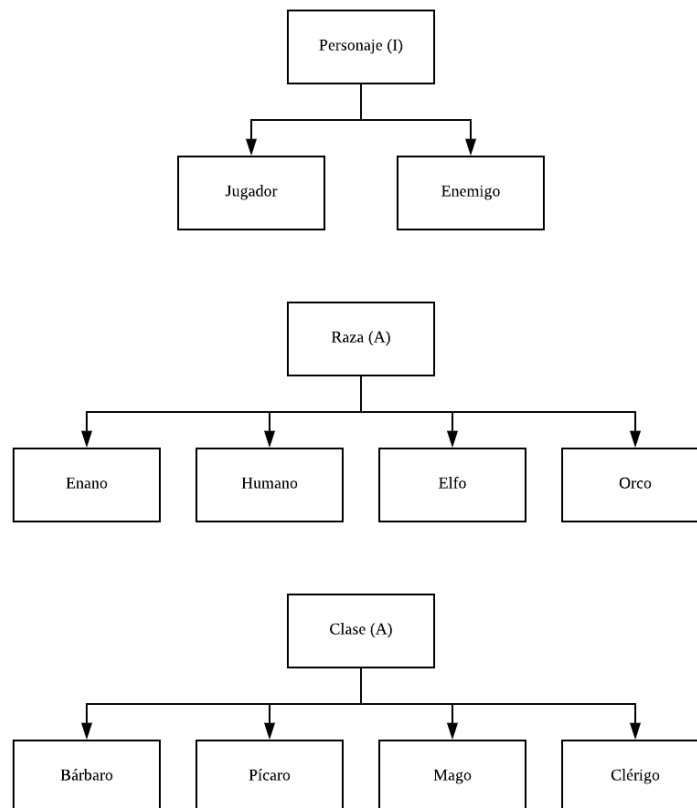 Personaje (I)
Jugador
Enemigo
Raza (A)
Enano
Humano
Elfo
Orco
Clase (A)
Bárbaro
Pícaro
Mago
Clérigo